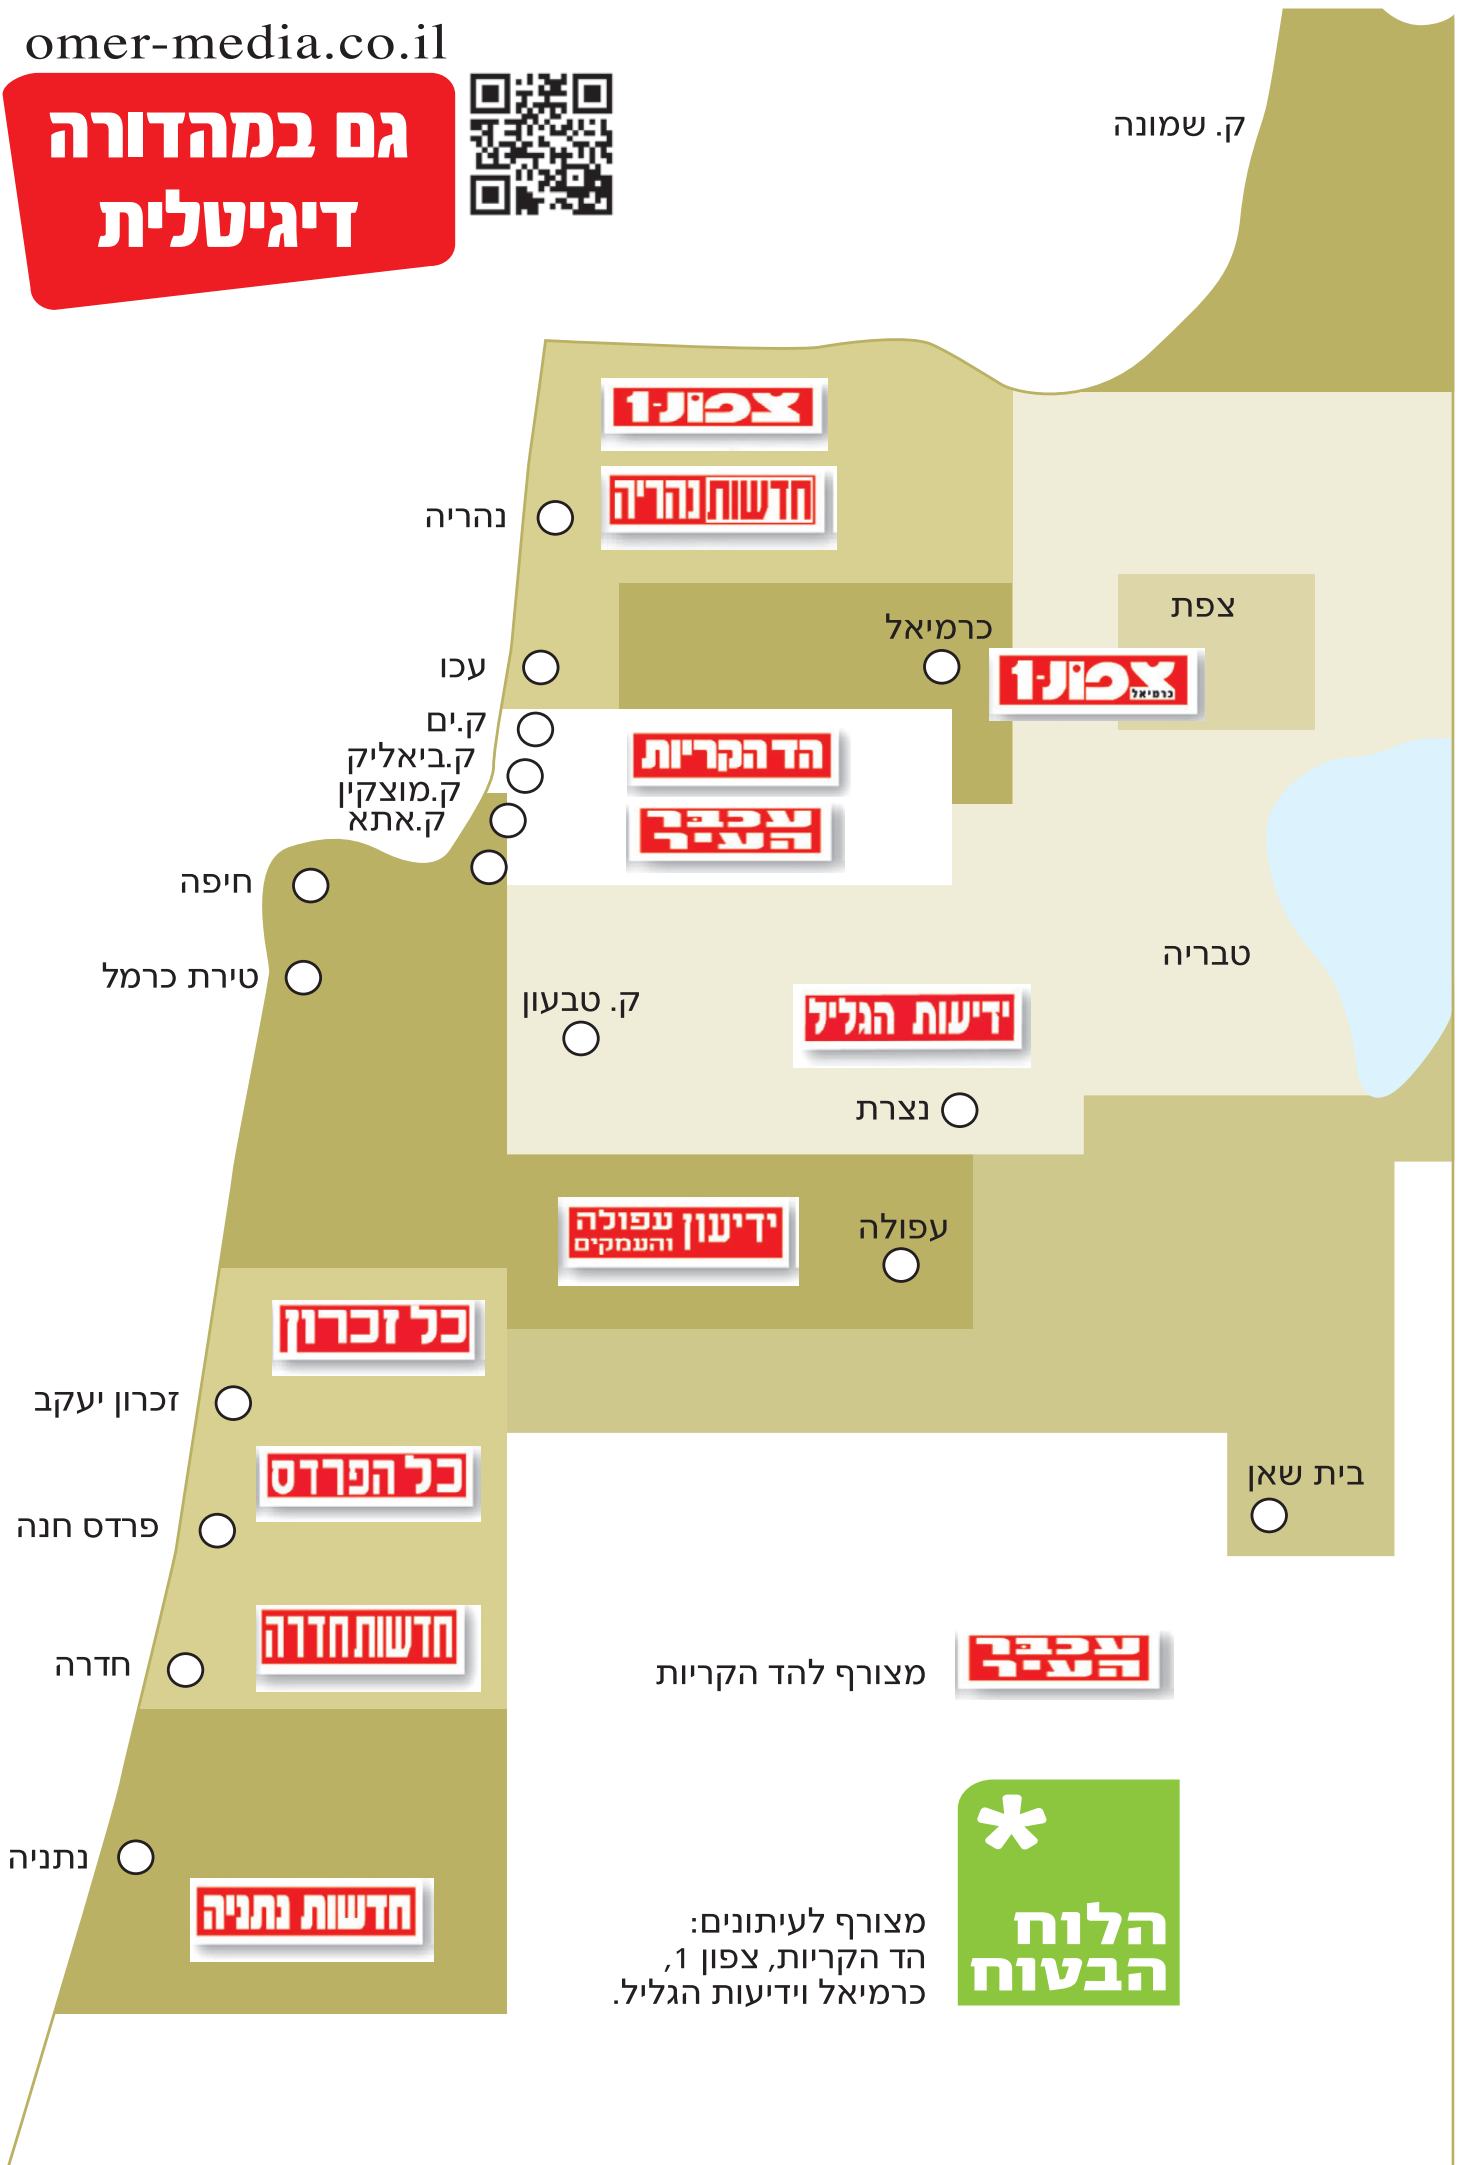 omer-media.co.il
גם במהדורה
דיגיטלית
ק. שמונה
צפון-1
חדשות נהריה
נהריה
צפת
כרמיאל
צפון-1
כרמיאל
עכו
ק.ים
ק.ביאליק
ק.מוצקין
ק.אתא
הד הקריות
עכבר
העיר
חיפה
טבריה
טירת כרמל
ק. טבעון
ידיעות הגליל
נצרת
ידיעון עפולה
והעמקים
עפולה
כל זכרון
זכרון יעקב
כל הפרדס
בית שאן
פרדס חנה
חדשות חדרה
חדרה
עכבר
העיר
מצורף להד הקריות
נתניה
חדשות נתניה
*
הלוח
הבטוח
מצורף לעיתונים:
הד הקריות, צפון 1,
כרמיאל וידיעות הגליל.